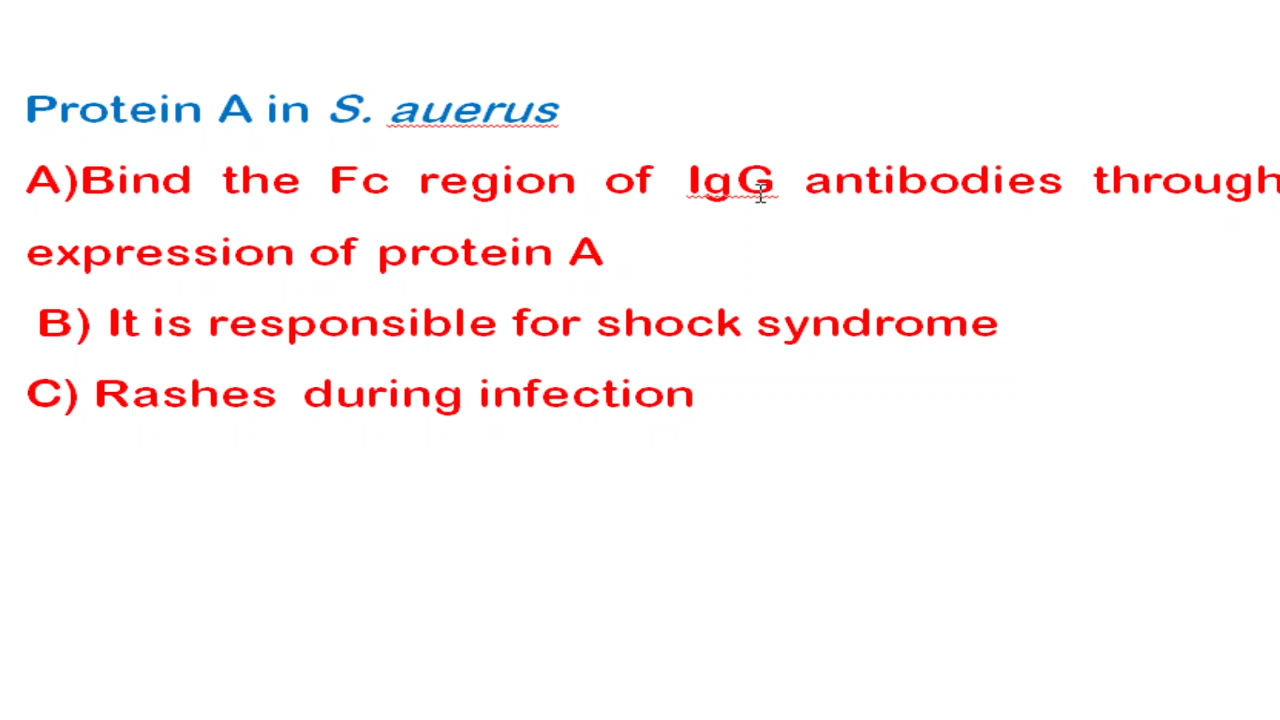 Protein A in S. auerus
A)Bind the Fc region of IgG antibodies through
expression of protein A
B) It is responsible for shock syndrome
C) Rashes during infection